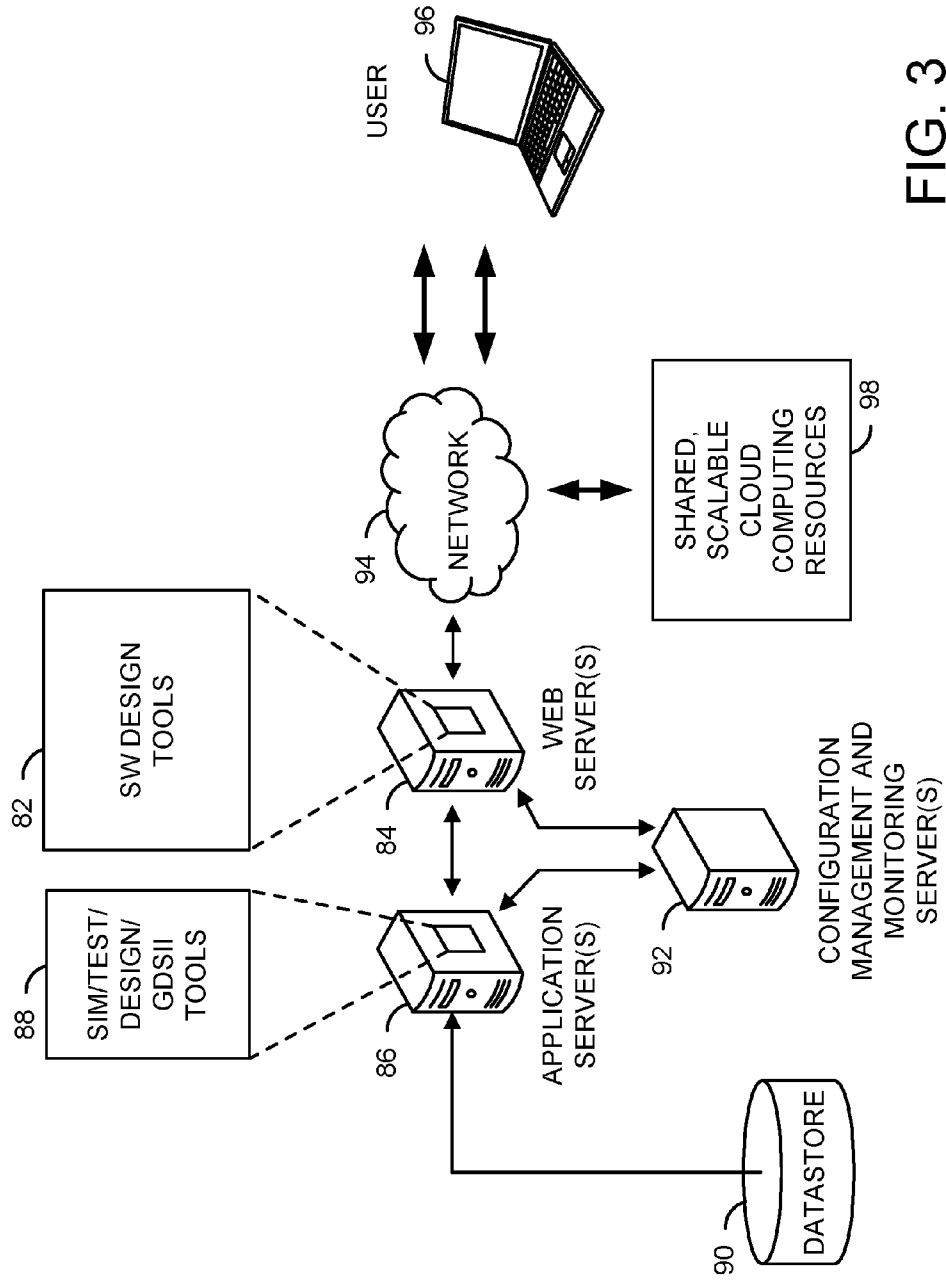 82
SW DESIGN
TOOLS
88
SIM/TEST/
DESIGN/
GDSII
TOOLS
84
WEB
SERVER(S)
86
APPLICATION
SERVER(S)
94
NETWORK
USER
96
90
DATASTORE
92
CONFIGURATION
MANAGEMENT AND
MONITORING
SERVER(S)
SHARED,
SCALABLE
CLOUD
COMPUTING
RESOURCES
98
FIG. 3